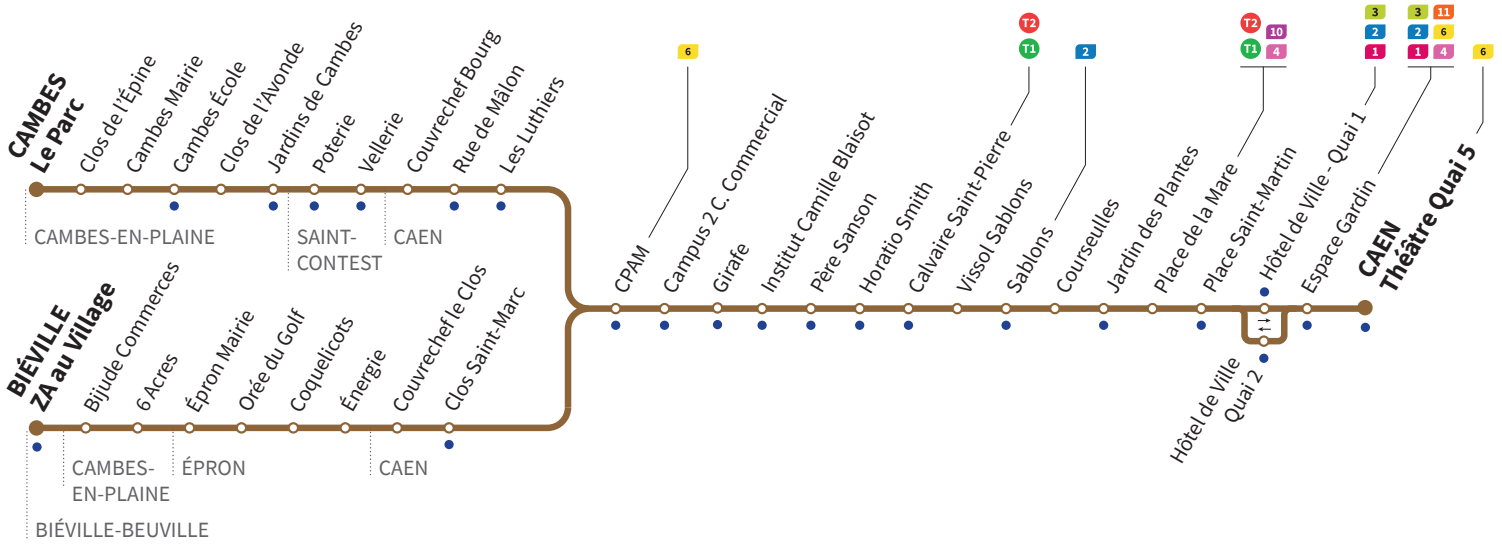 CAMBES
Le Parc
Clos de l'Épine
Cambes Mairie
Cambes École
Clos de l'Avonde
Jardins de Cambes
Poterie
Vellerie
Couvrechef Bourg
Rue de Mâlon
Les Luthiers
CAMBES-EN-PLAINE
SAINT-
CONTEST
CAEN
BIÉVILLE
ZA au Village
Bijude Commerces
6 Acres
Épron Mairie
Orée du Golf
Coquelicots
Énergie
Couvrechef le Clos
Clos Saint-Marc
CAMBES-
EN-PLAINE
ÉPRON
CAEN
BIÉVILLE-BEUVILLE
6
CPAM
Campus 2 C. Commercial
Girafe
Institut Camille Blaisot
Père Sanson
Horatio Smith
T2
T1
Calvaire Saint-Pierre
Vissol Sablons
2
Sablons
Courseulles
Jardin des Plantes
T2 10
T1 4
Place de la Mare
Place Saint-Martin
3
2
1
Hôtel de Ville - Quai 1
Hôtel de Ville
Quai 2
3 11
2 6
1 4
Espace Gardin
6
CAEN
Théâtre Quai 5